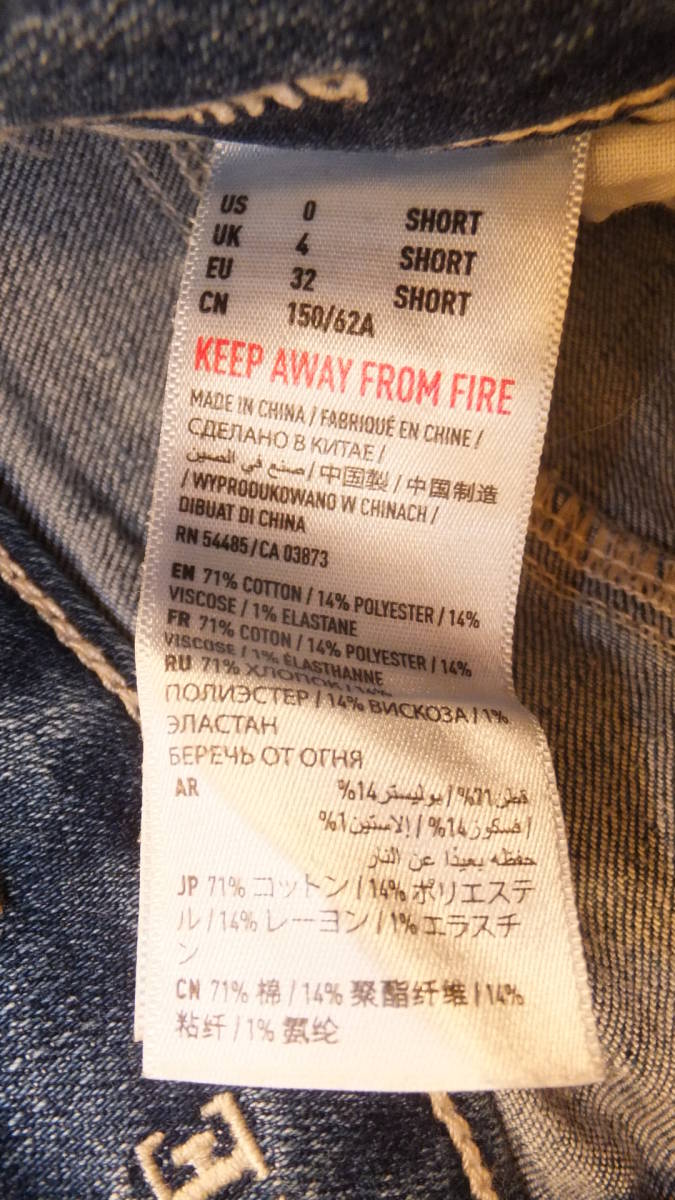 US 0 SHORT
UK 4 SHORT
EU 32 SHORT
CN 150/62A
KEEP AWAY FROM FIRE
MADE IN CHINA / FABRIQUÉ EN CHINE /
СДЕЛАНО В КИТАЕ /
صنع في الصين / 中国製 / 中国制造
/ WYPRODUKOWANO W CHINACH /
DIBUAT DI CHINA
RN 54485 / CA 03873
EN 71% COTTON / 14% POLYESTER / 14%
VISCOSE / 1% ELASTANE
FR 71% COTON / 14% POLYESTER / 14%
VISCOSE / 1% ÉLASTHANNE
RU 71% ХЛОПОК / 14%
ПОЛИЭСТЕР / 14% ВИСКОЗА / 1%
ЭЛАСТАН
БЕРЕЧЬ ОТ ОГНЯ
AR قطن 71% / بوليستر 14%
/ فسكوز 14% / إلاستين 1%
حفظه بعيدًا عن النار
JP 71% コットン / 14% ポリエステ
ル / 14% レーヨン / 1% エラスチ
ン
CN 71% 棉 / 14% 聚酯纤维 / 14%
粘纤 / 1% 氨纶